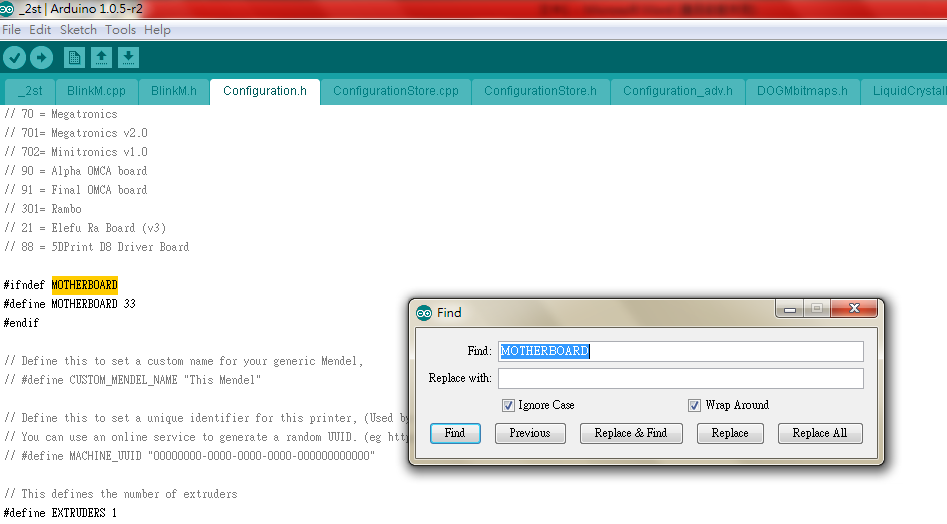 _2st | Arduino 1.0.5-r2
File Edit Sketch Tools Help
_2st BlinkM.cpp BlinkM.h Configuration.h ConfigurationStore.cpp ConfigurationStore.h Configuration_adv.h DOGMbitmaps.h LiquidCrystalR
// 70 = Megatronics
// 701= Megatronics v2.0
// 702= Minitronics v1.0
// 90 = Alpha OMCA board
// 91 = Final OMCA board
// 301= Rambo
// 21 = Elefu Ra Board (v3)
// 88 = 5DPrint D8 Driver Board
#ifndef MOTHERBOARD
#define MOTHERBOARD 33
#endif
// Define this to set a custom name for your generic Mendel,
// #define CUSTOM_MENDEL_NAME "This Mendel"
// Define this to set a unique identifier for this printer, (Used by
// You can use an online service to generate a random UUID. (eg http
// #define MACHINE_UUID "00000000-0000-0000-0000-000000000000"
// This defines the number of extruders
#define EXTRUDERS 1
Find
Find: MOTHERBOARD
Replace with:
Ignore Case Wrap Around
Find Previous Replace & Find Replace Replace All